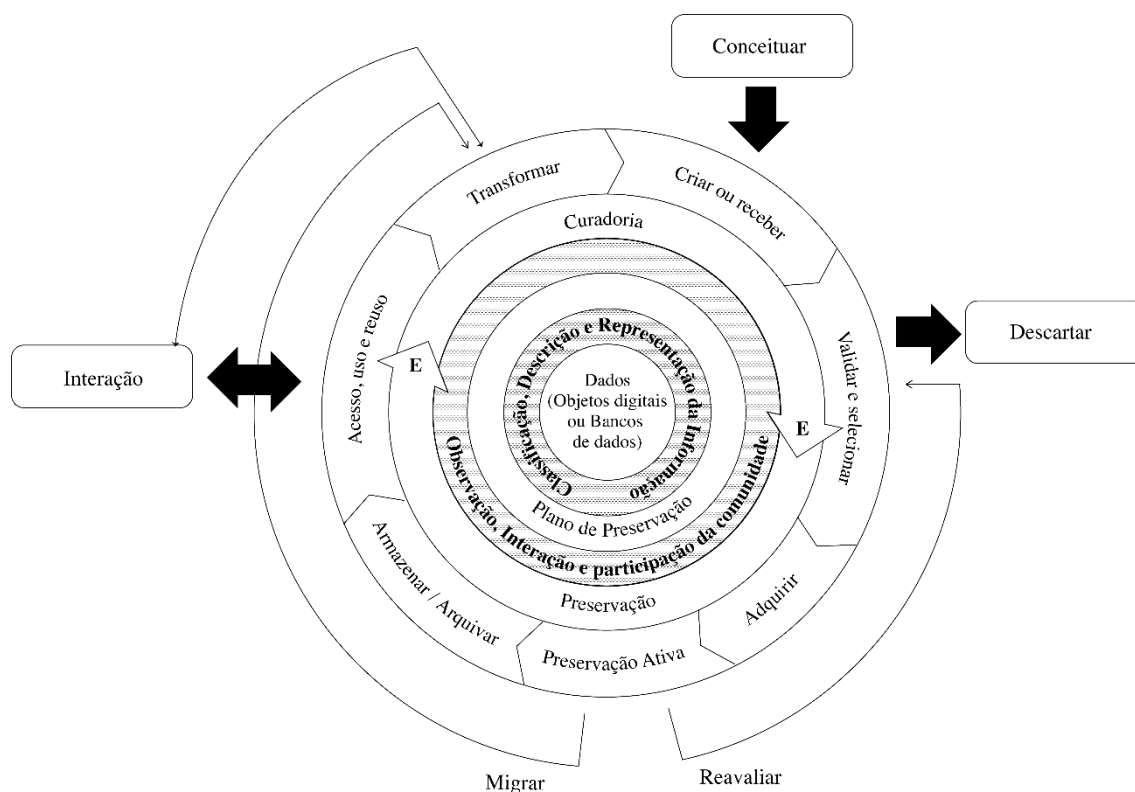 Conceituar
Transformar
Criar ou receber
Curadoria
Descartar
Interação
Acesso, uso e reuso
E
Validar e selecionar
E
Classificação, Descrição e Representação da Informação
Dados
(Objetos digitais
ou Bancos
de dados)
Plano de Preservação
Observação, Interação e participação da comunidade
Preservação
Armazenar / Arquivar
Adquirir
Preservação Ativa
Migrar
Reavaliar